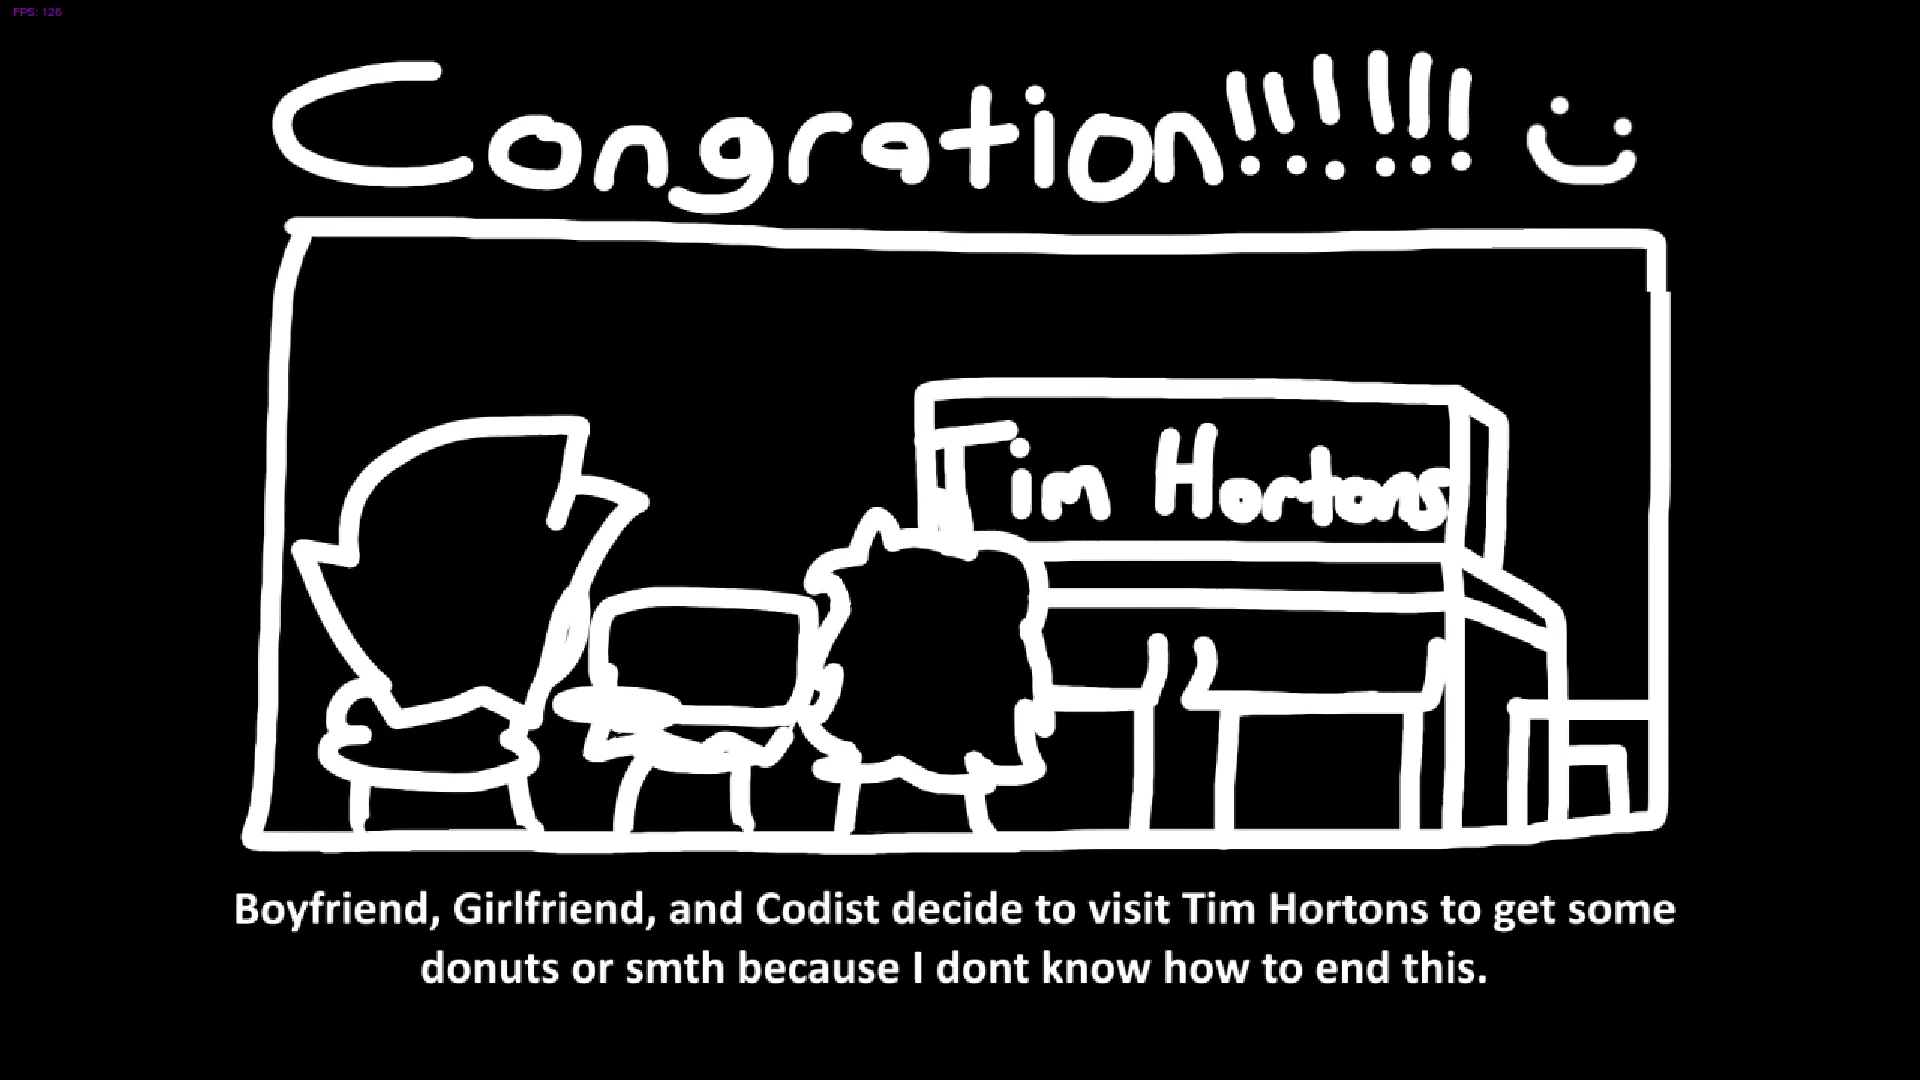 FPS: 126
Congration!!!!!! :)
Tim Hortons
Boyfriend, Girlfriend, and Codist decide to visit Tim Hortons to get some
donuts or smth because I dont know how to end this.